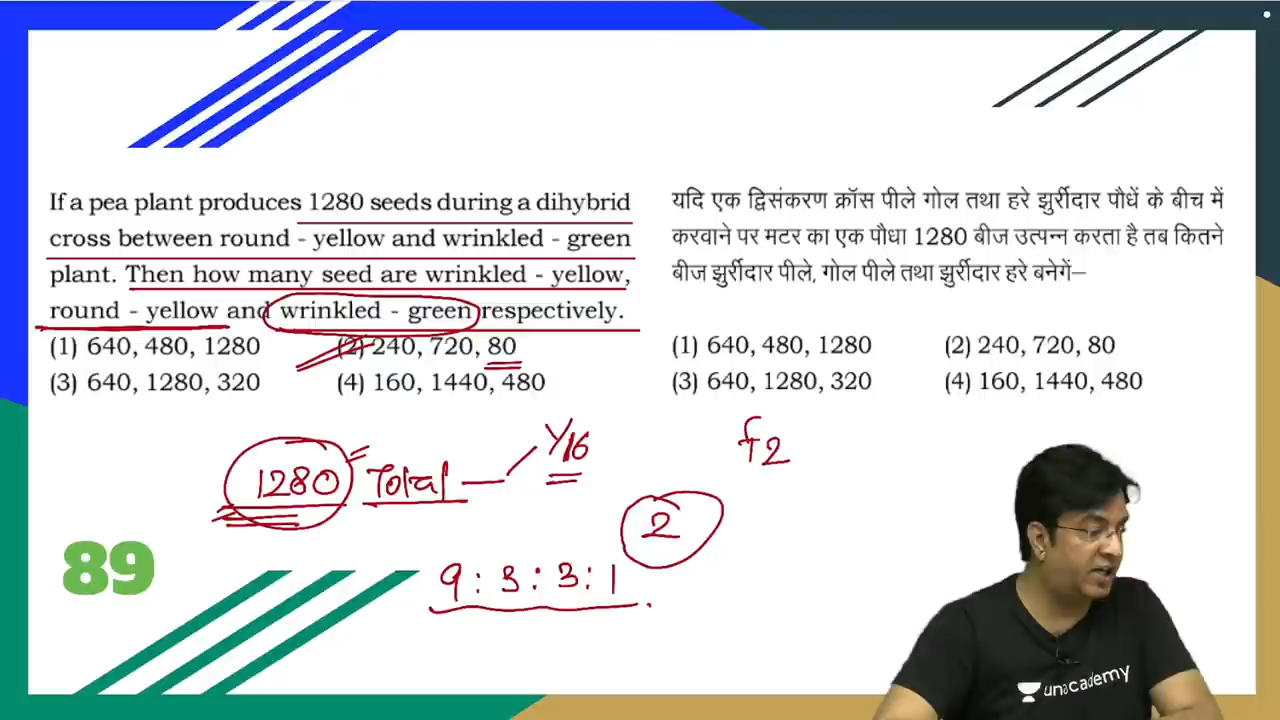 If a pea plant produces 1280 seeds during a dihybrid
cross between round - yellow and wrinkled - green
plant. Then how many seed are wrinkled - yellow,
round - yellow and wrinkled - green respectively.
(1) 640, 480, 1280 (2) 240, 720, 80
(3) 640, 1280, 320 (4) 160, 1440, 480
यदि एक द्विसंकरण क्रॉस पीले गोल तथा हरे झुर्रीदार पौधें के बीच में
करवाने पर मटर का एक पौधा 1280 बीज उत्पन्न करता है तब कितने
बीज झुर्रीदार पीले, गोल पीले तथा झुर्रीदार हरे बनेगें–
(1) 640, 480, 1280 (2) 240, 720, 80
(3) 640, 1280, 320 (4) 160, 1440, 480
1280 Total 1/16
f2
2
9 : 3 : 3 : 1
89
unacademy